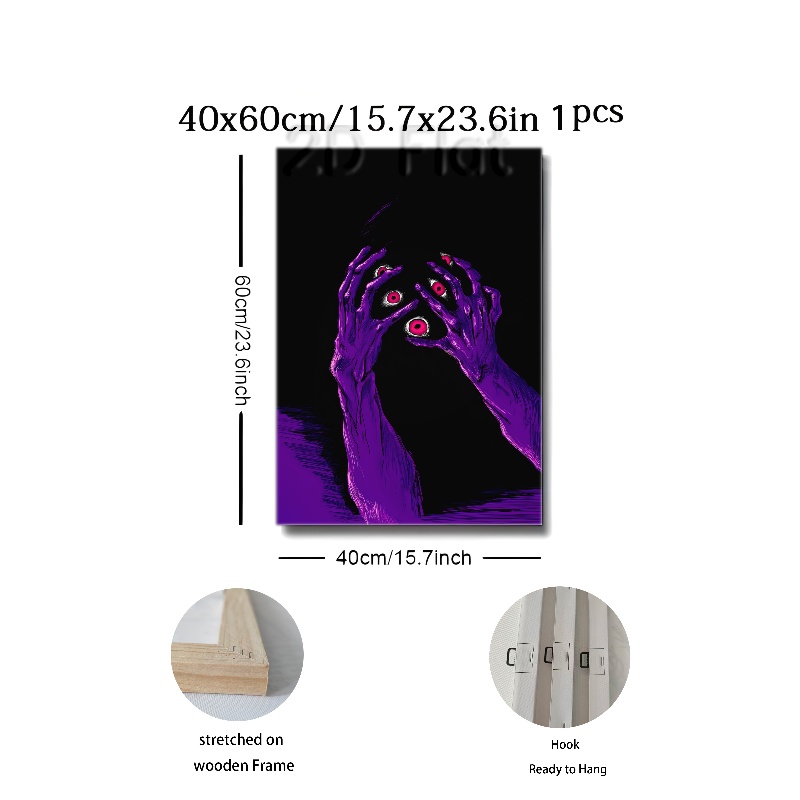 40x60cm/15.7x23.6in 1pcs
2D Flat
60cm/23.6inch
40cm/15.7inch
stretched on
wooden Frame
Hook
Ready to Hang